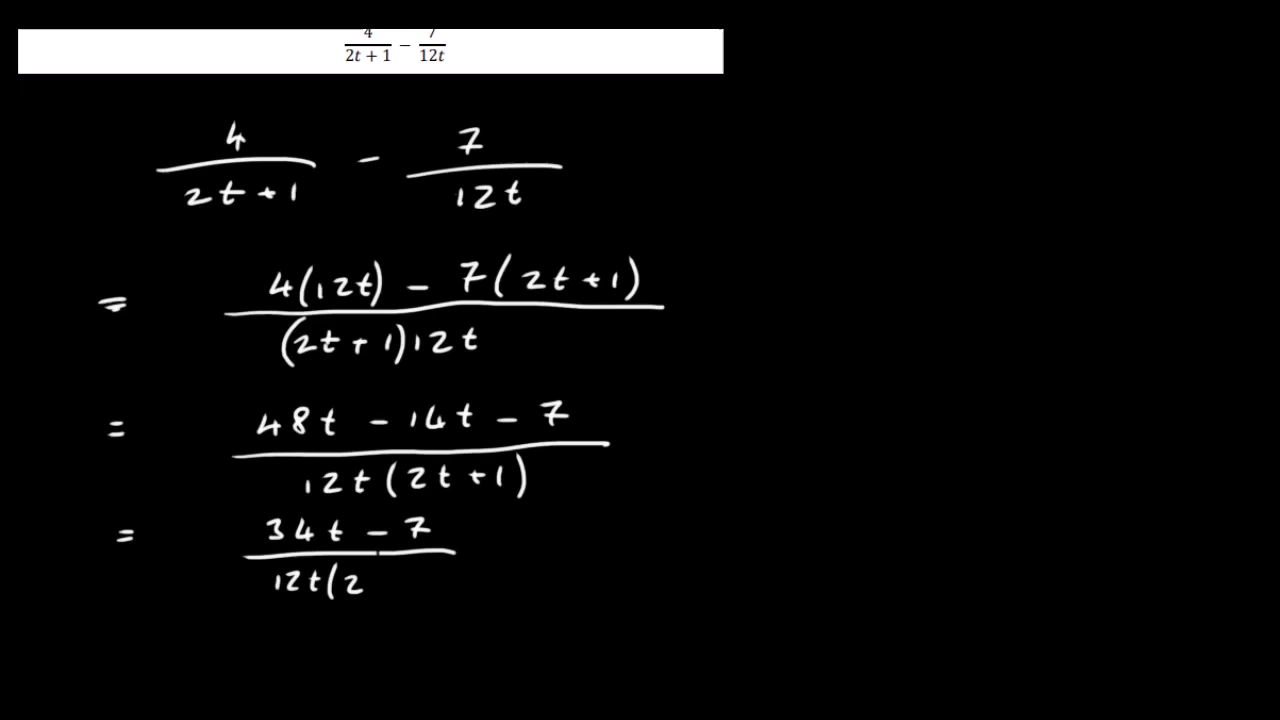 4/(2t + 1) − 7/(12t)
4/(2t + 1) − 7/(12t)
= (4(12t) − 7(2t + 1))/((2t + 1)12t)
= (48t − 14t − 7)/(12t(2t + 1))
= (34t − 7)/(12t(2